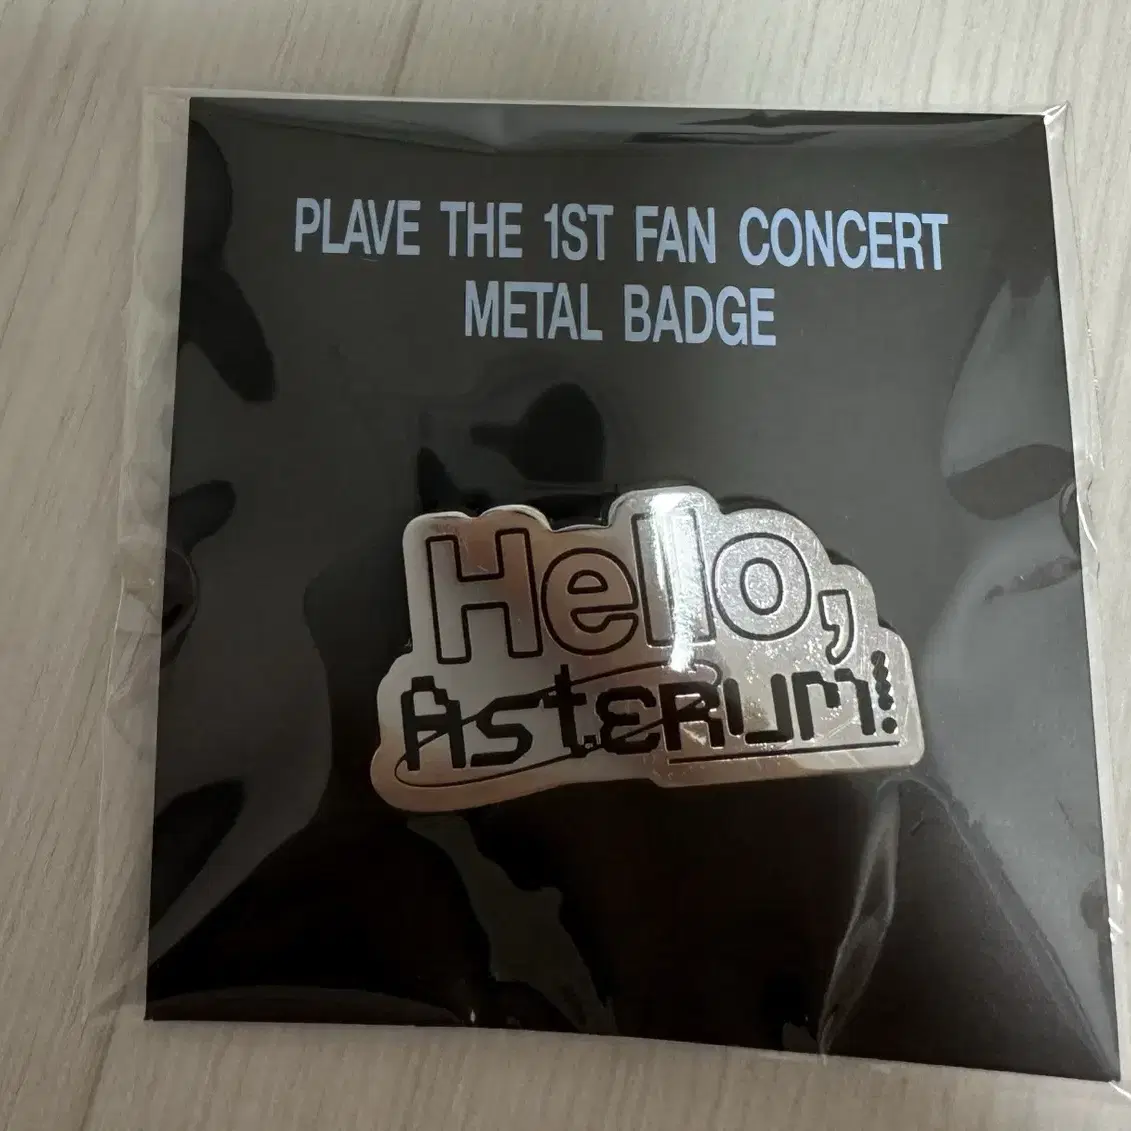 PLAVE THE 1ST FAN CONCERT
METAL BADGE
Hello,
Asterum!